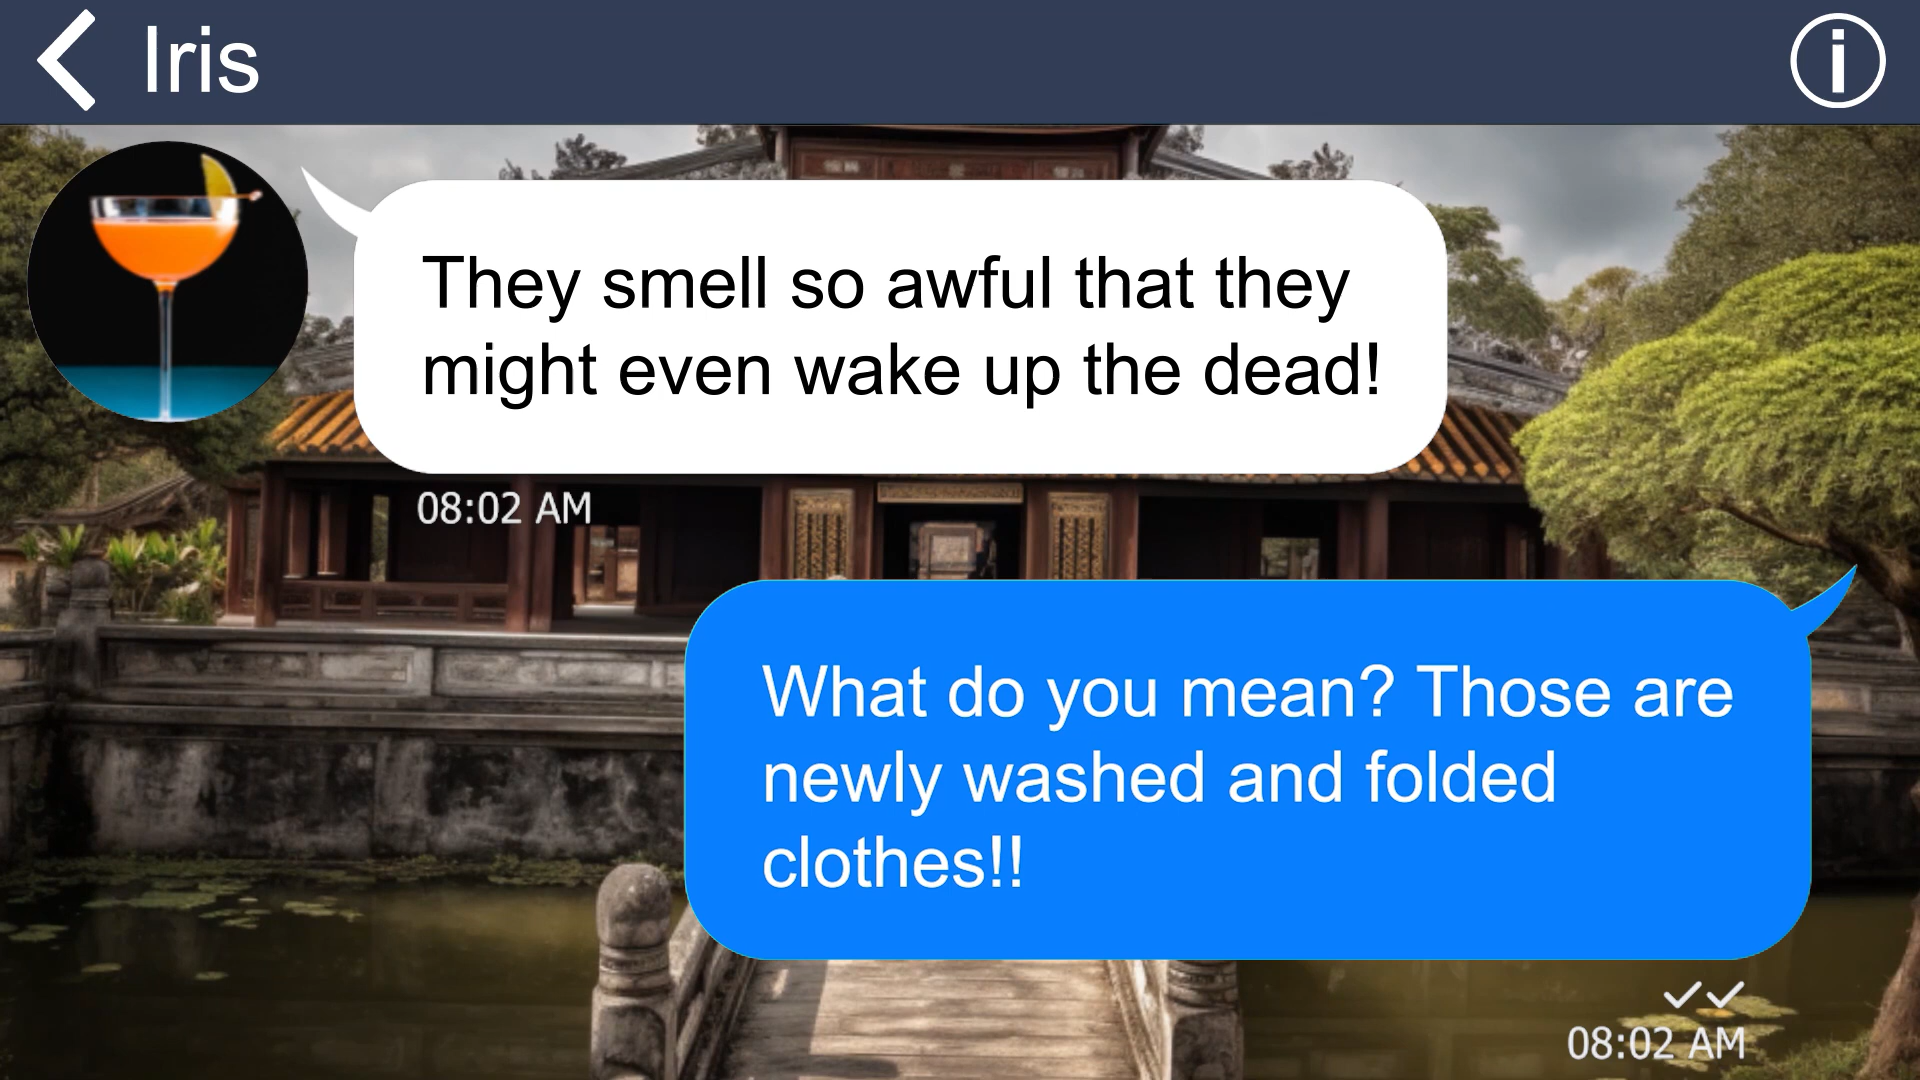 Iris
They smell so awful that they
might even wake up the dead!
08:02 AM
What do you mean? Those are
newly washed and folded
clothes!!
08:02 AM